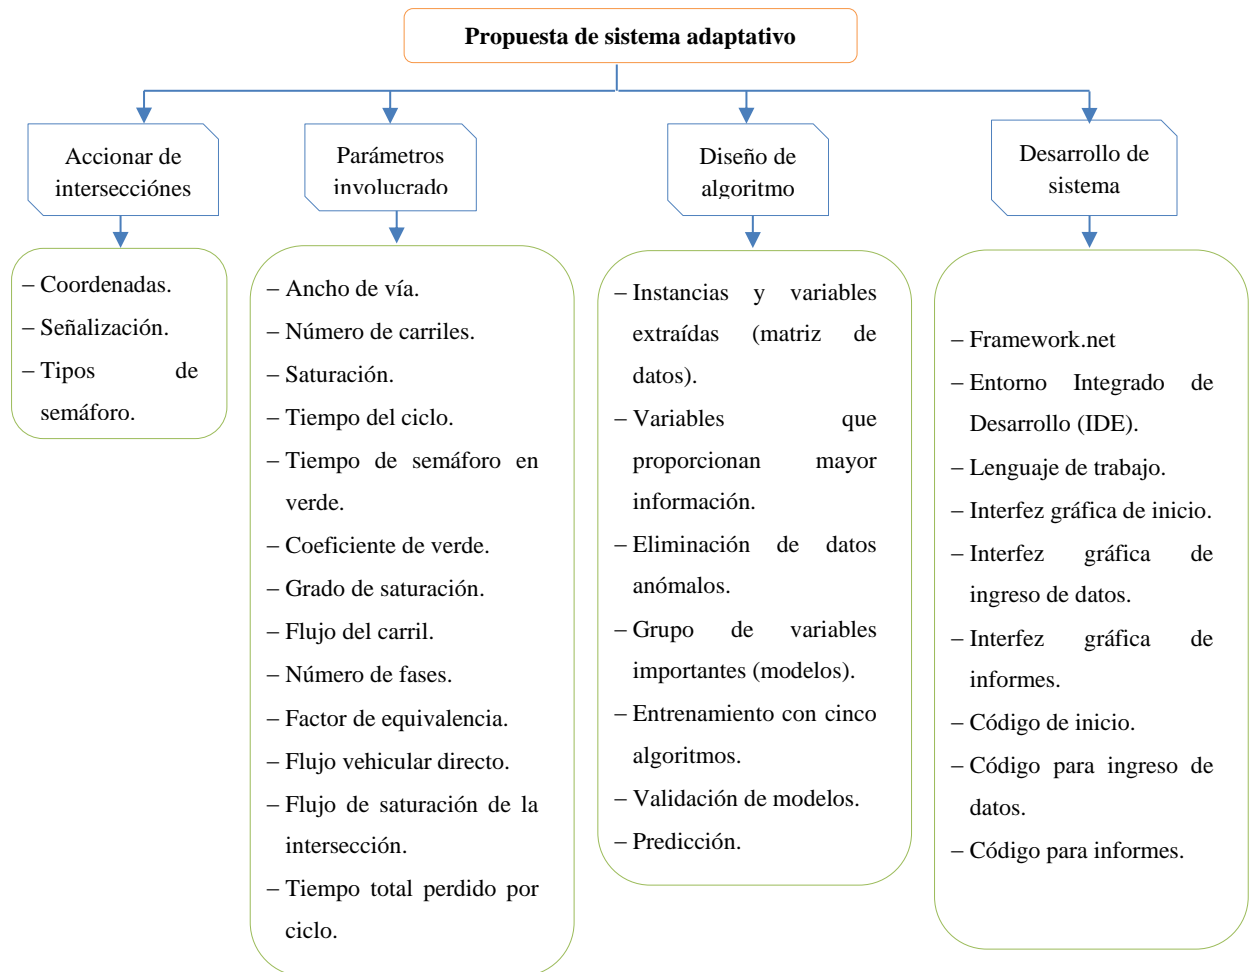 Propuesta de sistema adaptativo
Accionar de
intersecciónes
Parámetros
involucrado
Diseño de
algoritmo
Desarrollo de
sistema
– Coordenadas.
– Señalización.
– Tipos de
semáforo.
– Ancho de vía.
– Número de carriles.
– Saturación.
– Tiempo del ciclo.
– Tiempo de semáforo en
verde.
– Coeficiente de verde.
– Grado de saturación.
– Flujo del carril.
– Número de fases.
– Factor de equivalencia.
– Flujo vehicular directo.
– Flujo de saturación de la
intersección.
– Tiempo total perdido por
ciclo.
– Instancias y variables
extraídas (matriz de
datos).
– Variables que
proporcionan mayor
información.
– Eliminación de datos
anómalos.
– Grupo de variables
importantes (modelos).
– Entrenamiento con cinco
algoritmos.
– Validación de modelos.
– Predicción.
– Framework.net
– Entorno Integrado de
Desarrollo (IDE).
– Lenguaje de trabajo.
– Interfez gráfica de inicio.
– Interfez gráfica de
ingreso de datos.
– Interfez gráfica de
informes.
– Código de inicio.
– Código para ingreso de
datos.
– Código para informes.